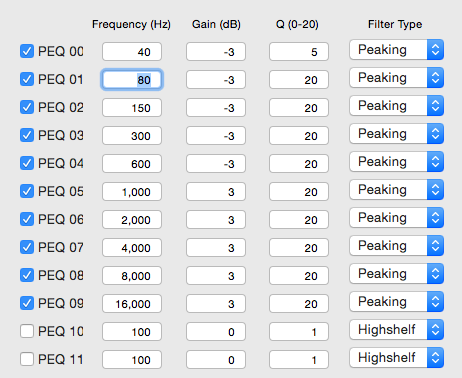 Frequency (Hz) Gain (dB) Q (0-20) Filter Type
PEQ 00 40 -3 5 Peaking
PEQ 01 80 -3 20 Peaking
PEQ 02 150 -3 20 Peaking
PEQ 03 300 -3 20 Peaking
PEQ 04 600 -3 20 Peaking
PEQ 05 1,000 3 20 Peaking
PEQ 06 2,000 3 20 Peaking
PEQ 07 4,000 3 20 Peaking
PEQ 08 8,000 3 20 Peaking
PEQ 09 16,000 3 20 Peaking
PEQ 10 100 0 1 Highshelf
PEQ 11 100 0 1 Highshelf